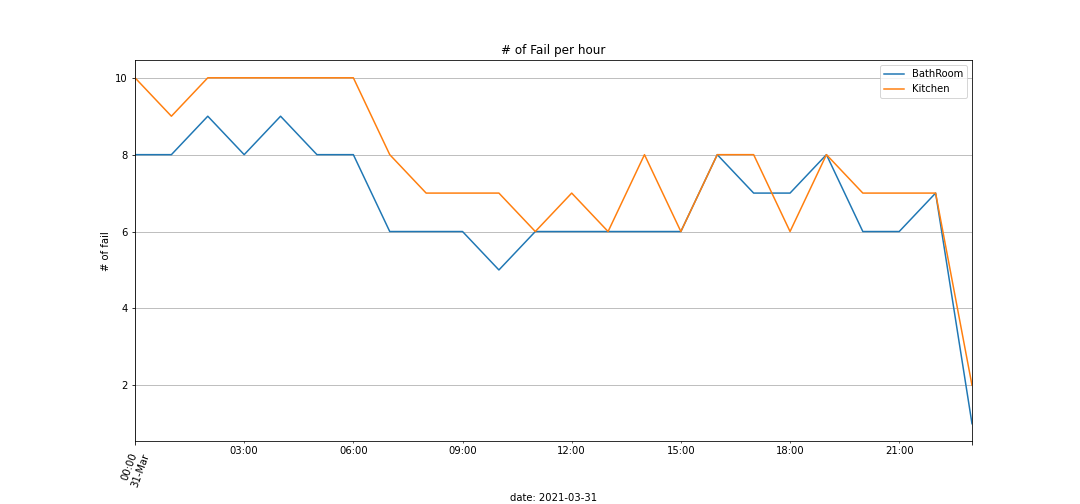 # of Fail per hour
BathRoom
Kitchen
10
8
6
4
2
# of fail
00:00
31-Mar
03:00
06:00
09:00
12:00
15:00
18:00
21:00
date: 2021-03-31